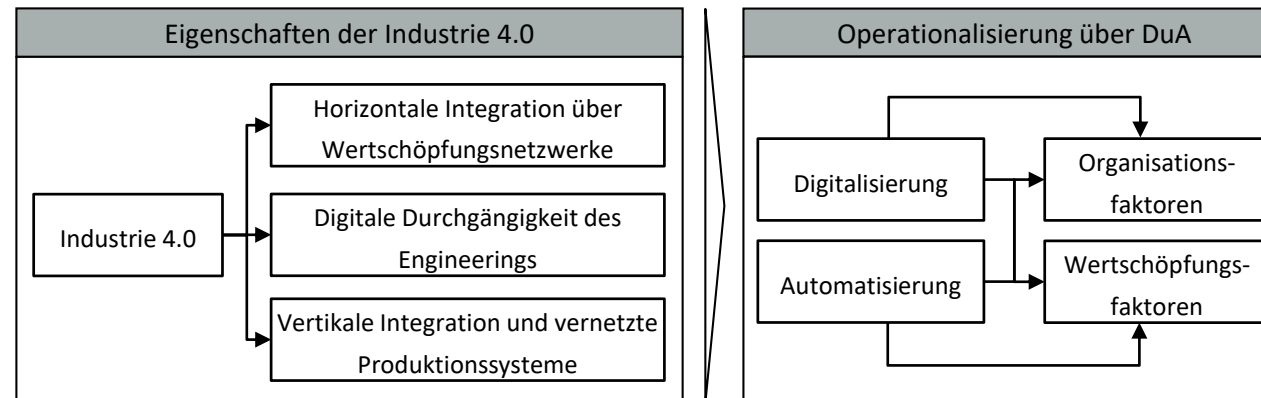 Eigenschaften der Industrie 4.0
Industrie 4.0
Horizontale Integration über
Wertschöpfungsnetzwerke
Digitale Durchgängigkeit des
Engineerings
Vertikale Integration und vernetzte
Produktionssysteme
Operationalisierung über DuA
Digitalisierung
Automatisierung
Organisations-
faktoren
Wertschöpfungs-
faktoren